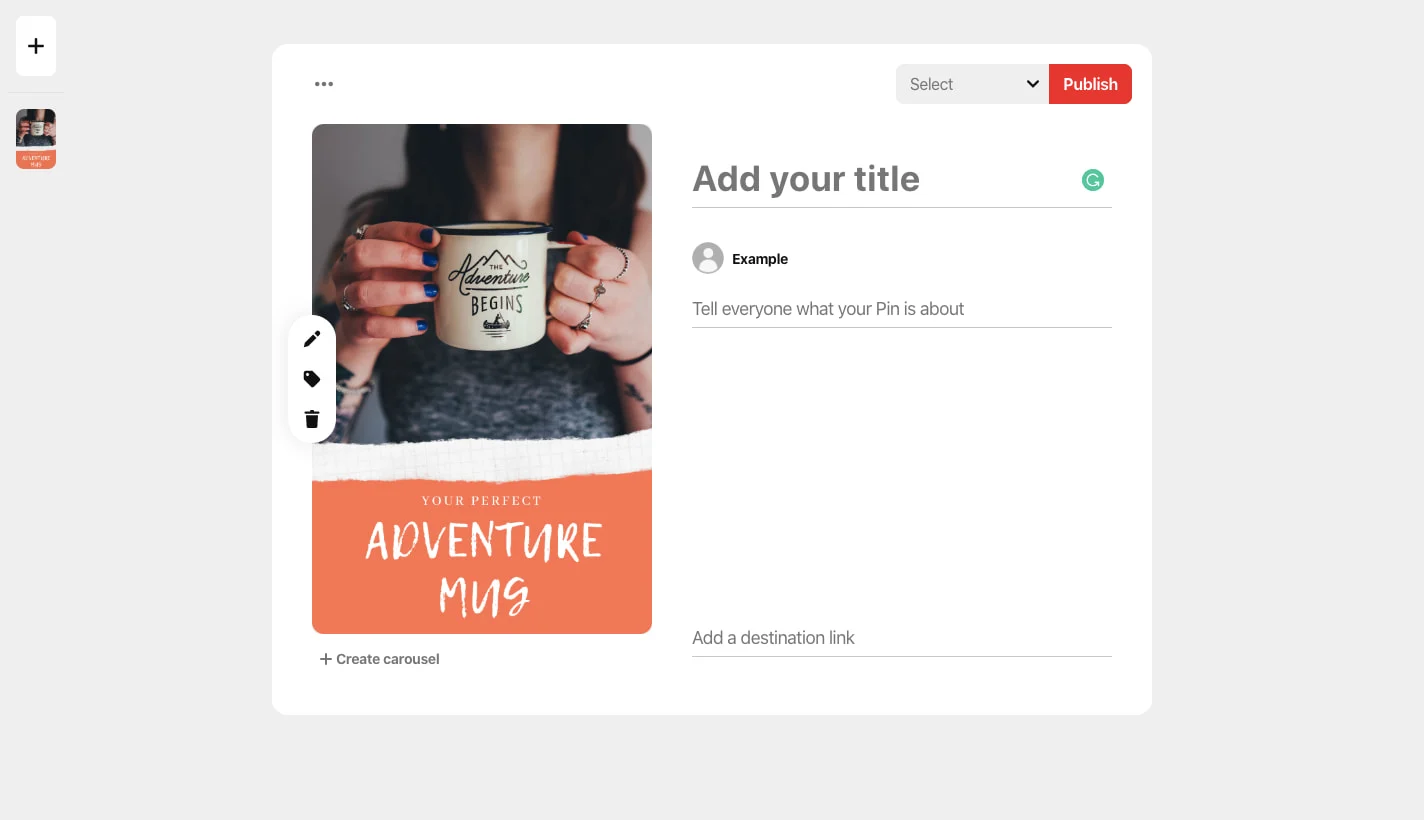 Select
Publish
Add your title
Example
Tell everyone what your Pin is about
THE
Adventure
BEGINS
YOUR PERFECT
ADVENTURE
MUG
Add a destination link
Create carousel
ADVENTURE
MUG